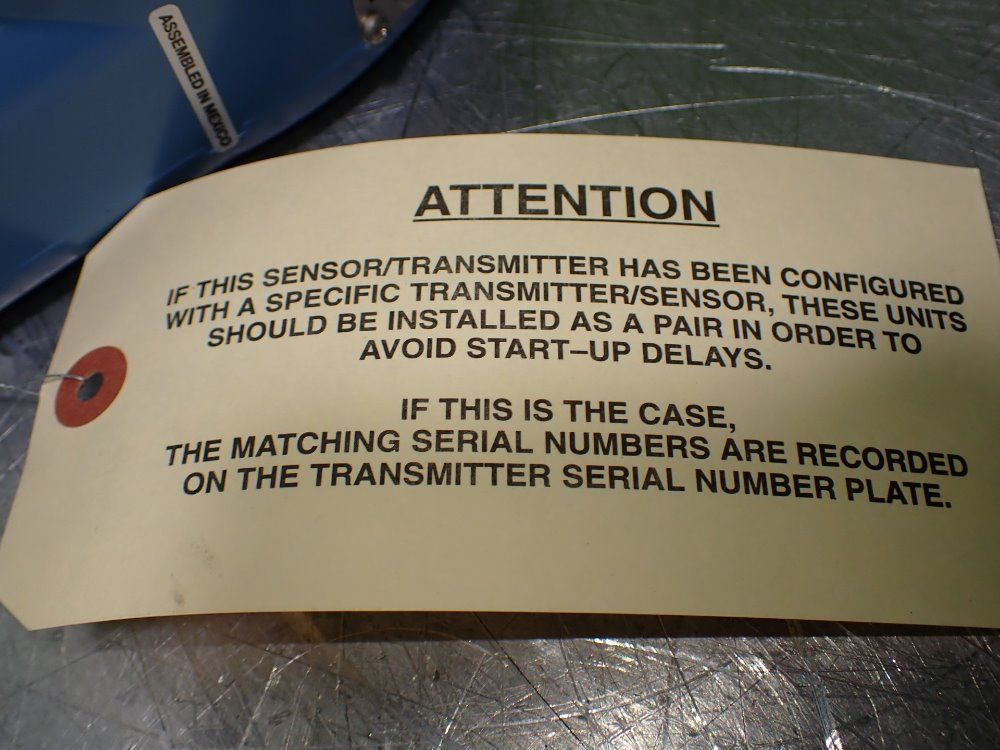 ASSEMBLED IN MEXICO
ATTENTION
IF THIS SENSOR/TRANSMITTER HAS BEEN CONFIGURED
WITH A SPECIFIC TRANSMITTER/SENSOR, THESE UNITS
SHOULD BE INSTALLED AS A PAIR IN ORDER TO
AVOID START–UP DELAYS.
IF THIS IS THE CASE,
THE MATCHING SERIAL NUMBERS ARE RECORDED
ON THE TRANSMITTER SERIAL NUMBER PLATE.